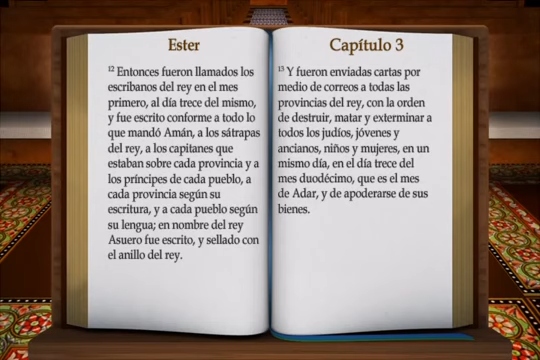 Ester
12 Entonces fueron llamados los
escribanos del rey en el mes
primero, al día trece del mismo,
y fue escrito conforme a todo lo
que mandó Amán, a los sátrapas
del rey, a los capitanes que
estaban sobre cada provincia y a
los príncipes de cada pueblo, a
cada provincia según su
escritura, y a cada pueblo según
su lengua; en nombre del rey
Asuero fue escrito, y sellado con
el anillo del rey.
Capítulo 3
13 Y fueron enviadas cartas por
medio de correos a todas las
provincias del rey, con la orden
de destruir, matar y exterminar a
todos los judíos, jóvenes y
ancianos, niños y mujeres, en un
mismo día, en el día trece del
mes duodécimo, que es el mes
de Adar, y de apoderarse de sus
bienes.